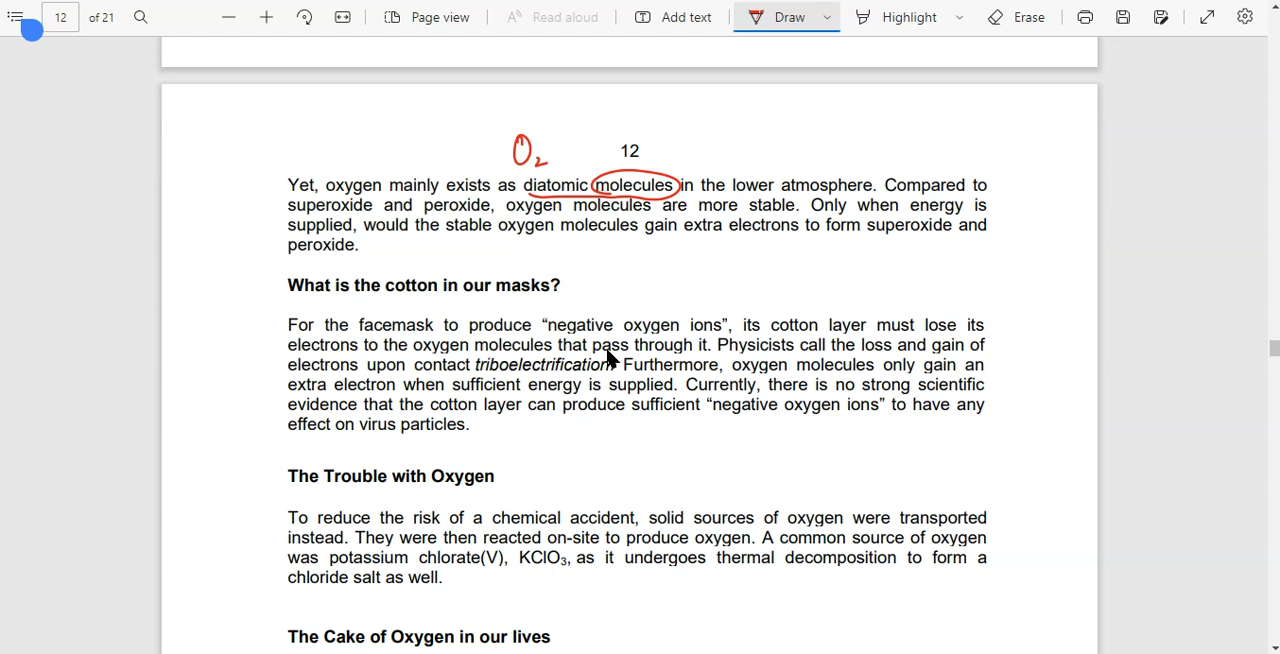 12 of 21 Page view Read aloud Add text Draw Highlight Erase
O₂
12
Yet, oxygen mainly exists as diatomic molecules in the lower atmosphere. Compared to
superoxide and peroxide, oxygen molecules are more stable. Only when energy is
supplied, would the stable oxygen molecules gain extra electrons to form superoxide and
peroxide.
What is the cotton in our masks?
For the facemask to produce “negative oxygen ions”, its cotton layer must lose its
electrons to the oxygen molecules that pass through it. Physicists call the loss and gain of
electrons upon contact triboelectrification. Furthermore, oxygen molecules only gain an
extra electron when sufficient energy is supplied. Currently, there is no strong scientific
evidence that the cotton layer can produce sufficient “negative oxygen ions” to have any
effect on virus particles.
The Trouble with Oxygen
To reduce the risk of a chemical accident, solid sources of oxygen were transported
instead. They were then reacted on-site to produce oxygen. A common source of oxygen
was potassium chlorate(V), KClO₃, as it undergoes thermal decomposition to form a
chloride salt as well.
The Cake of Oxygen in our lives